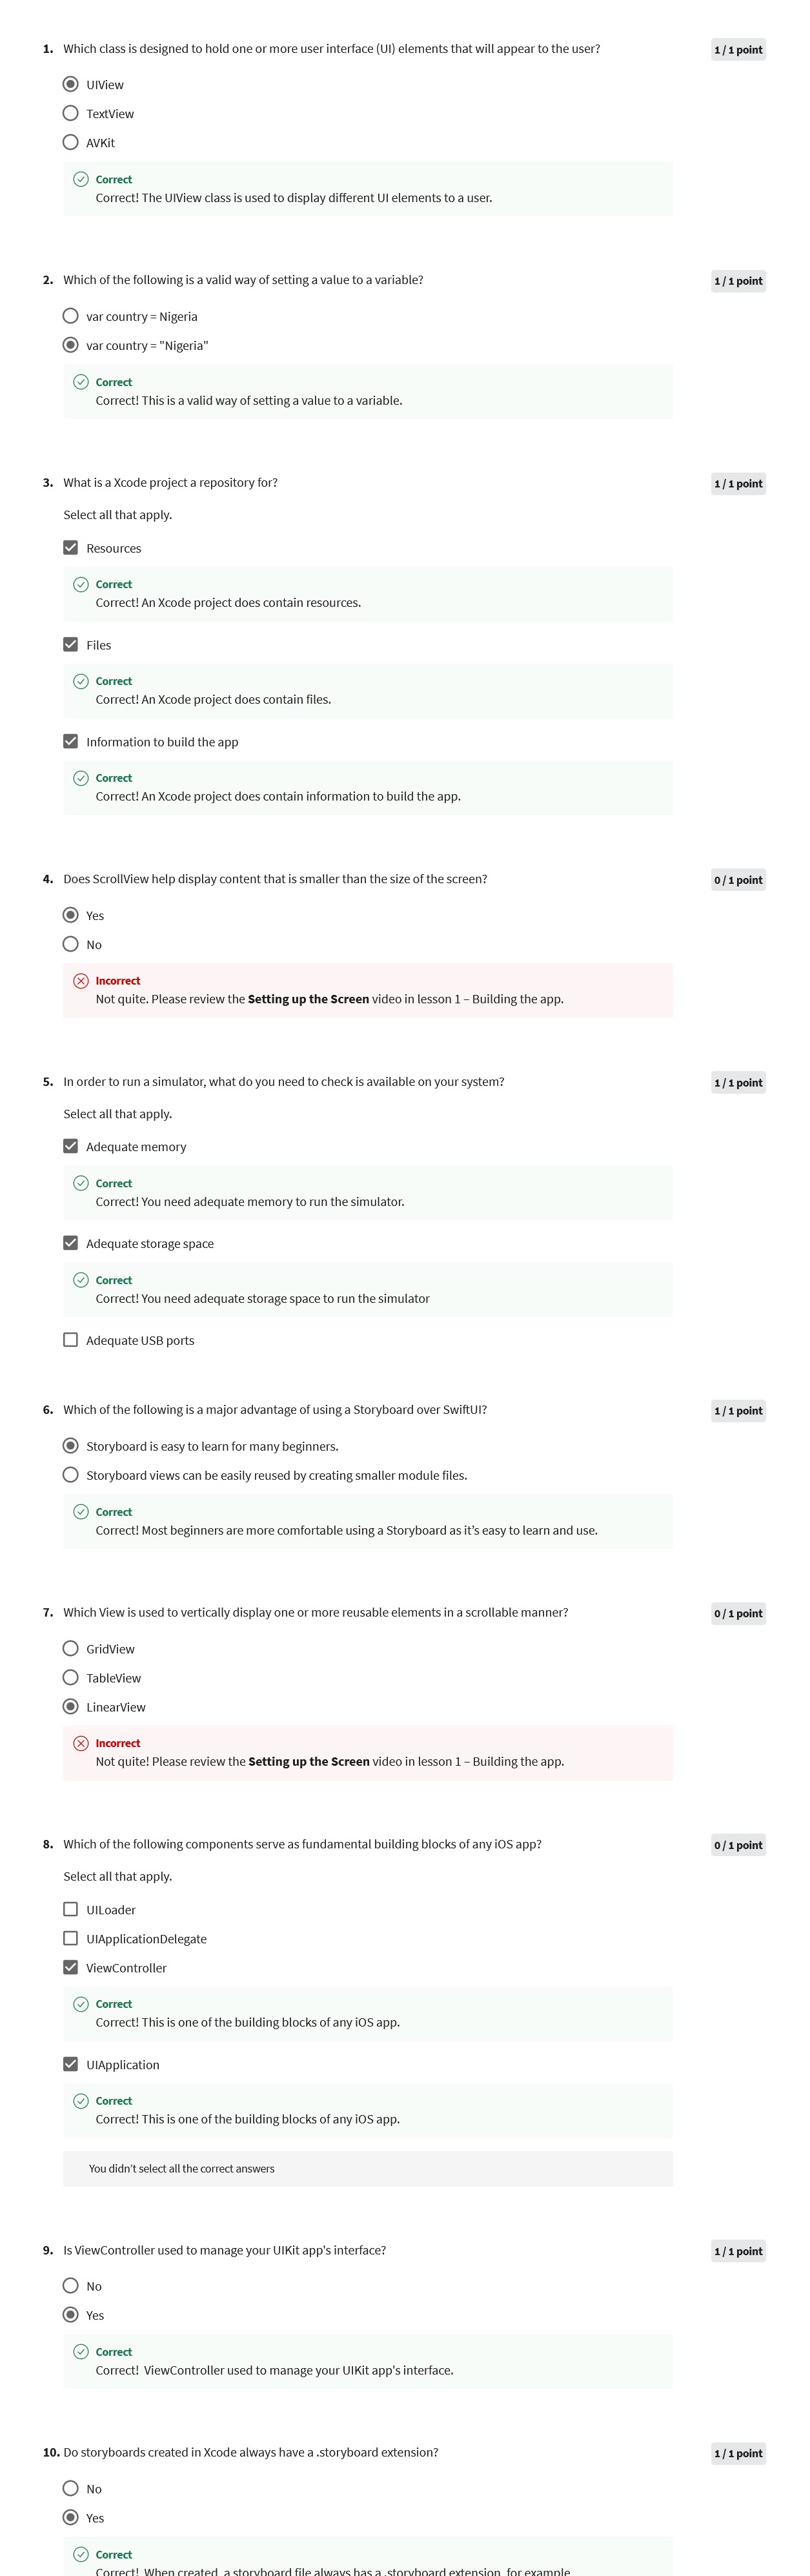 1. Which class is designed to hold one or more user interface (UI) elements that will appear to the user? 1 / 1 point
UIView
TextView
AVKit
Correct
Correct! The UIView class is used to display different UI elements to a user.
2. Which of the following is a valid way of setting a value to a variable? 1 / 1 point
var country = Nigeria
var country = "Nigeria"
Correct
Correct! This is a valid way of setting a value to a variable.
3. What is a Xcode project a repository for? 1 / 1 point
Select all that apply.
Resources
Correct
Correct! An Xcode project does contain resources.
Files
Correct
Correct! An Xcode project does contain files.
Information to build the app
Correct
Correct! An Xcode project does contain information to build the app.
4. Does ScrollView help display content that is smaller than the size of the screen? 0 / 1 point
Yes
No
Incorrect
Not quite. Please review the Setting up the Screen video in lesson 1 – Building the app.
5. In order to run a simulator, what do you need to check is available on your system? 1 / 1 point
Select all that apply.
Adequate memory
Correct
Correct! You need adequate memory to run the simulator.
Adequate storage space
Correct
Correct! You need adequate storage space to run the simulator
Adequate USB ports
6. Which of the following is a major advantage of using a Storyboard over SwiftUI? 1 / 1 point
Storyboard is easy to learn for many beginners.
Storyboard views can be easily reused by creating smaller module files.
Correct
Correct! Most beginners are more comfortable using a Storyboard as it’s easy to learn and use.
7. Which View is used to vertically display one or more reusable elements in a scrollable manner? 0 / 1 point
GridView
TableView
LinearView
Incorrect
Not quite! Please review the Setting up the Screen video in lesson 1 – Building the app.
8. Which of the following components serve as fundamental building blocks of any iOS app? 0 / 1 point
Select all that apply.
UILoader
UIApplicationDelegate
ViewController
Correct
Correct! This is one of the building blocks of any iOS app.
UIApplication
Correct
Correct! This is one of the building blocks of any iOS app.
You didn’t select all the correct answers
9. Is ViewController used to manage your UIKit app's interface? 1 / 1 point
No
Yes
Correct
Correct! ViewController used to manage your UIKit app's interface.
10. Do storyboards created in Xcode always have a .storyboard extension? 1 / 1 point
No
Yes
Correct
Correct! When created, a storyboard file always has a .storyboard extension, for example